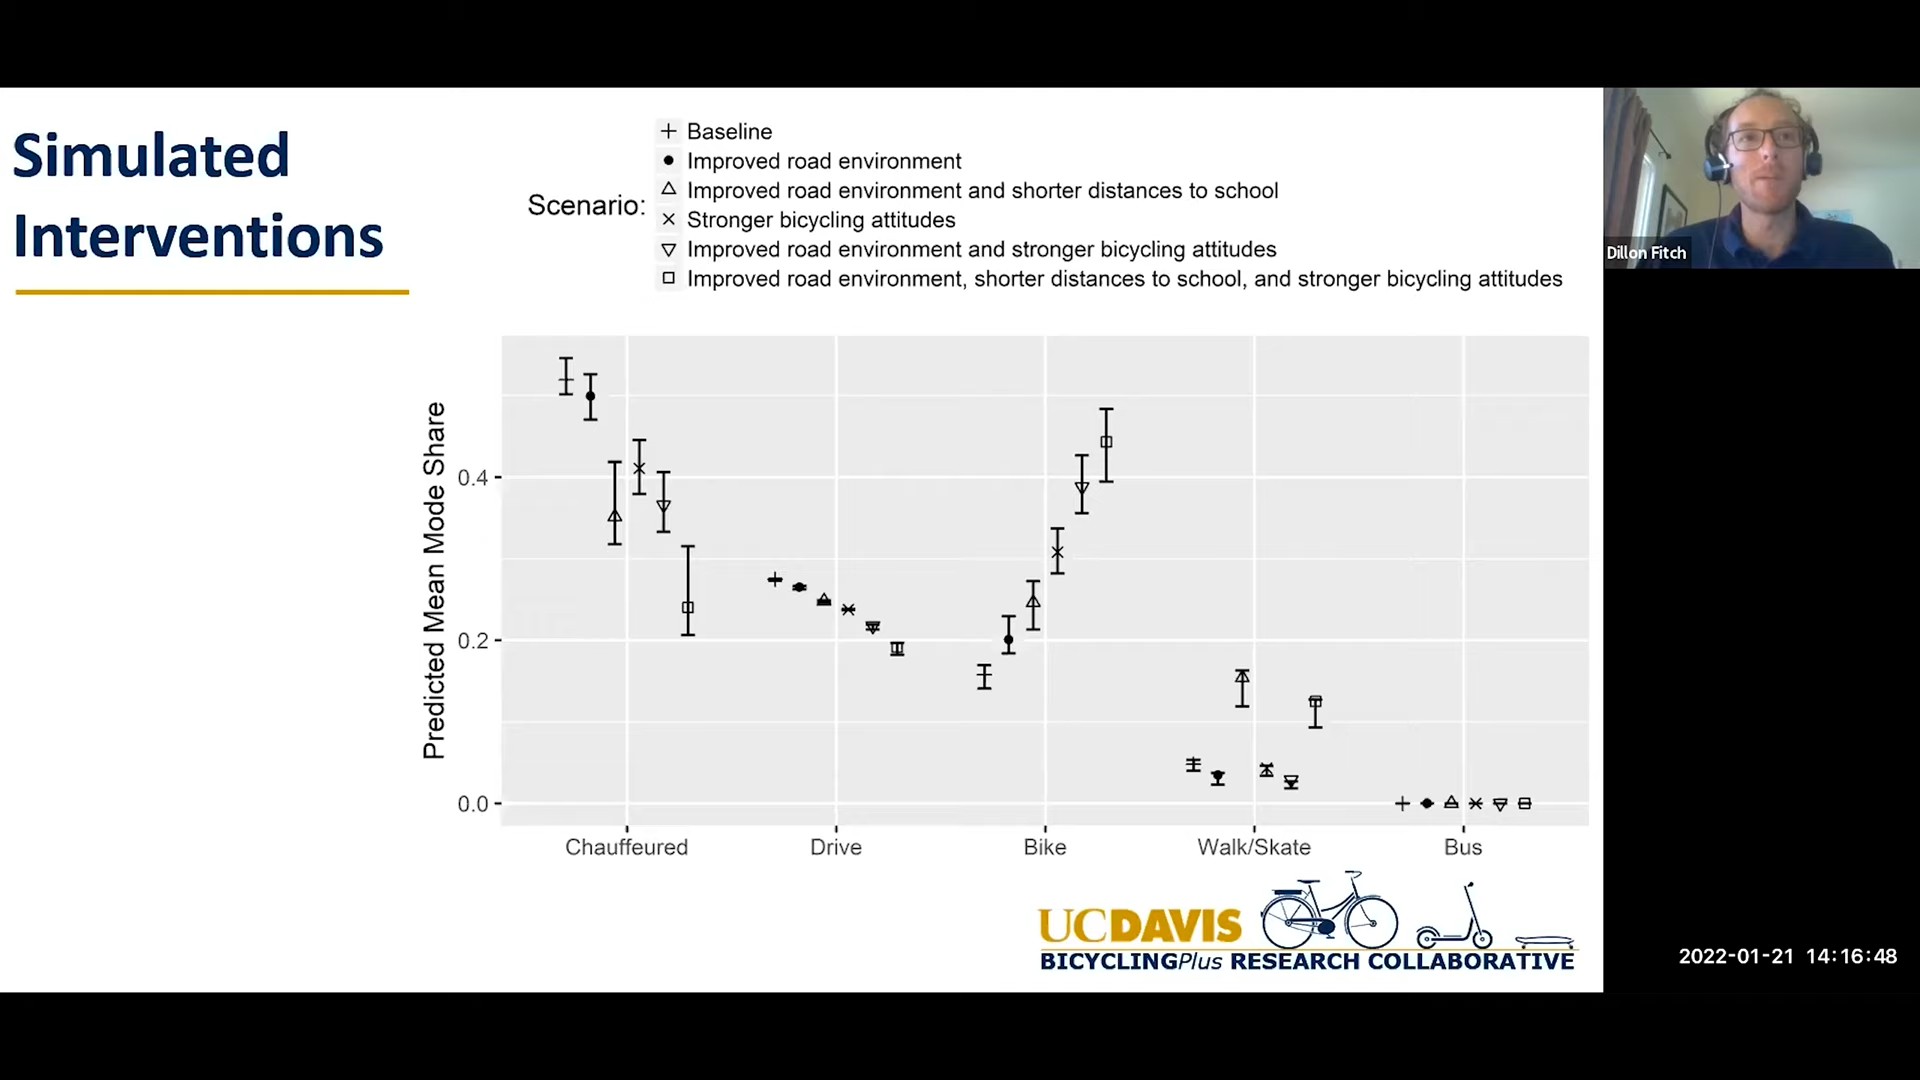 Simulated
Interventions
Scenario:
Baseline
Improved road environment
Improved road environment and shorter distances to school
Stronger bicycling attitudes
Improved road environment and stronger bicycling attitudes
Improved road environment, shorter distances to school, and stronger bicycling attitudes
Dillon Fitch
Predicted Mean Mode Share
0.4
0.2
0.0
Chauffeured Drive Bike Walk/Skate Bus
UCDAVIS
BICYCLINGPlus RESEARCH COLLABORATIVE
2022-01-21 14:16:48